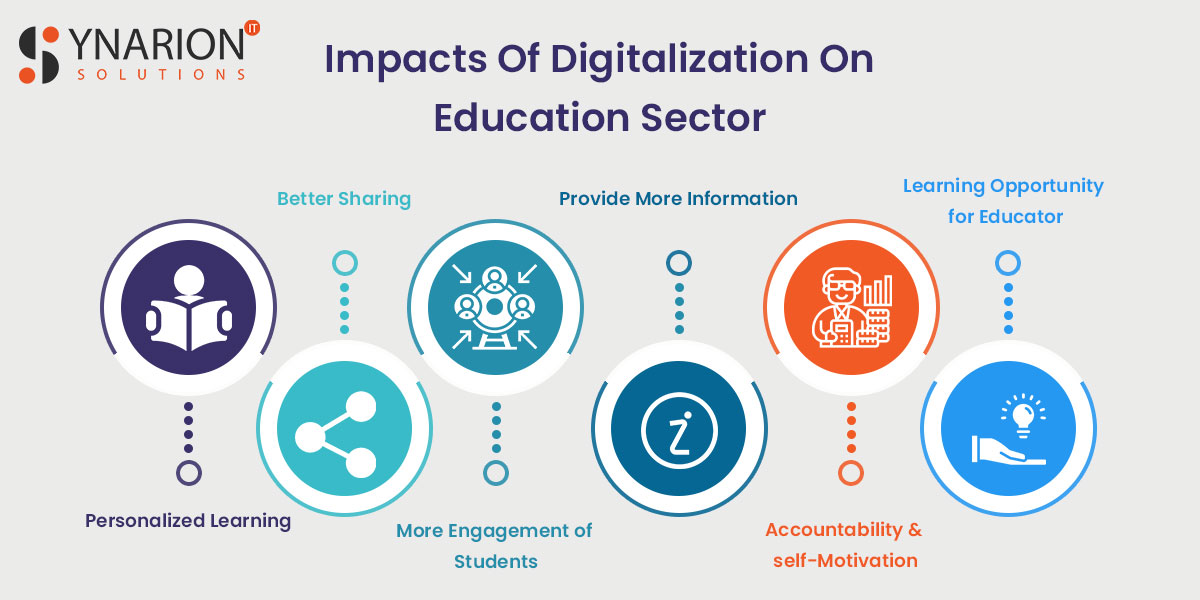 SYNARION IT
SOLUTIONS
Impacts Of Digitalization On
Education Sector
Personalized Learning
Better Sharing
More Engagement of
Students
Provide More Information
Accountability &
self-Motivation
Learning Opportunity
for Educator